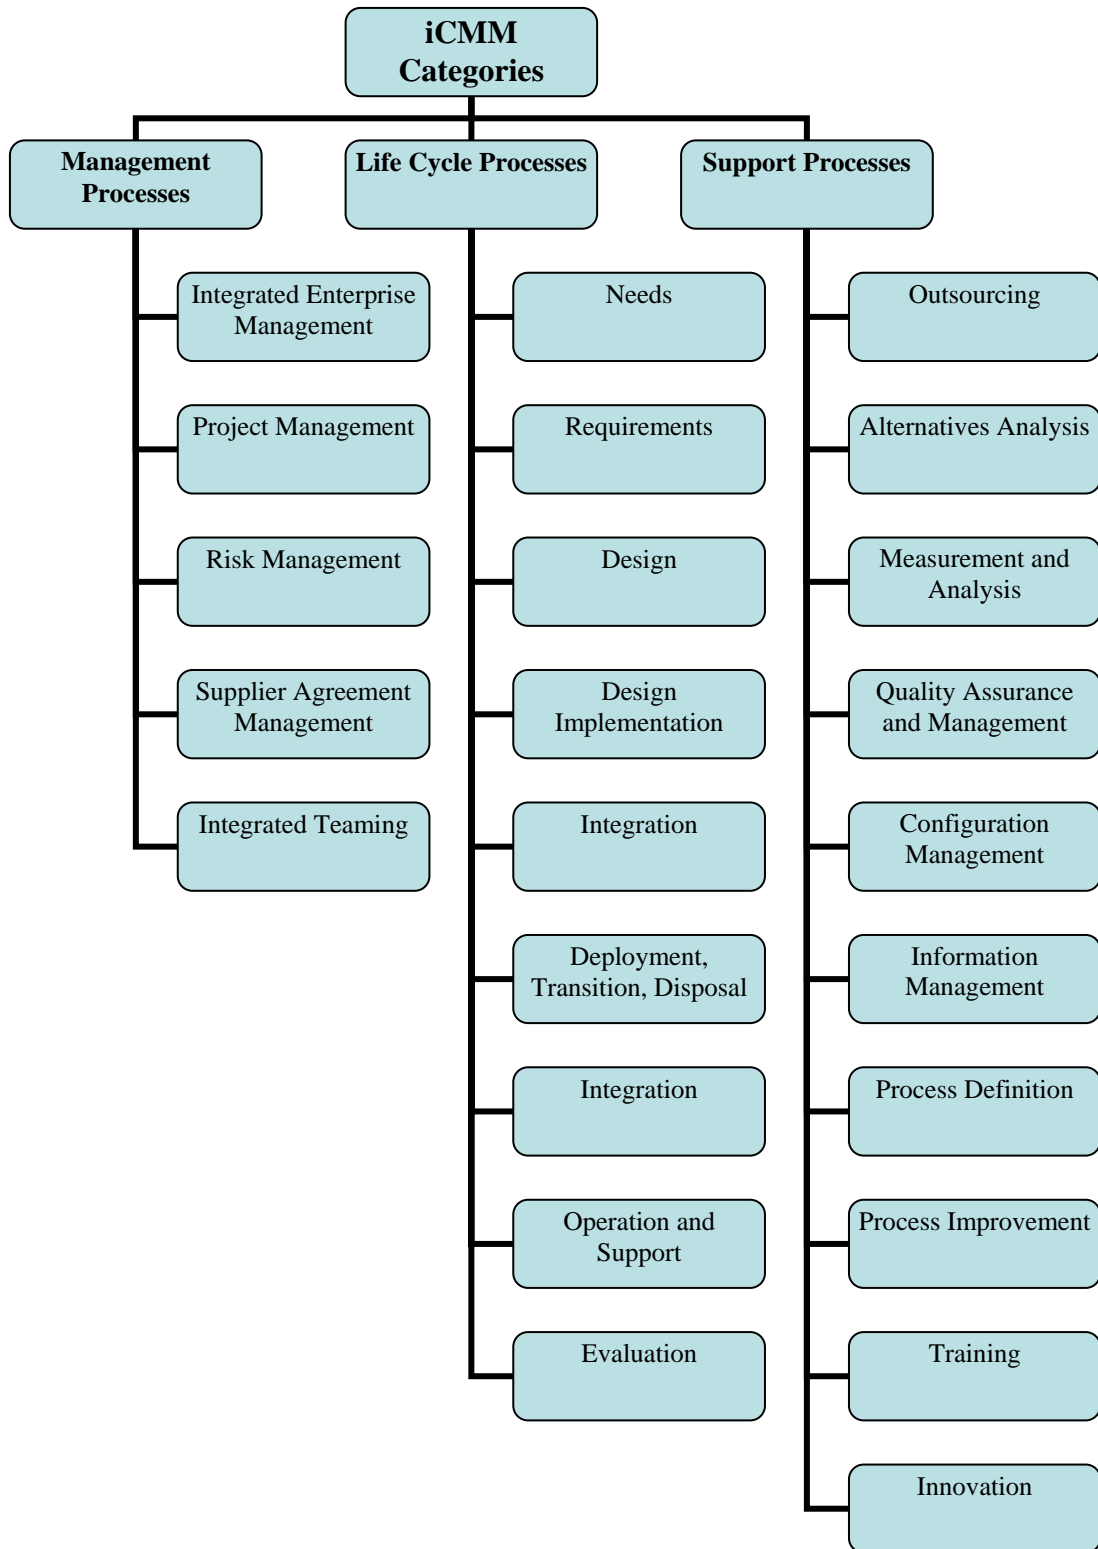 iCMM
Categories
Management
Processes
Life Cycle Processes
Support Processes
Integrated Enterprise
Management
Project Management
Risk Management
Supplier Agreement
Management
Integrated Teaming
Needs
Requirements
Design
Design
Implementation
Integration
Deployment,
Transition, Disposal
Integration
Operation and
Support
Evaluation
Outsourcing
Alternatives Analysis
Measurement and
Analysis
Quality Assurance
and Management
Configuration
Management
Information
Management
Process Definition
Process Improvement
Training
Innovation